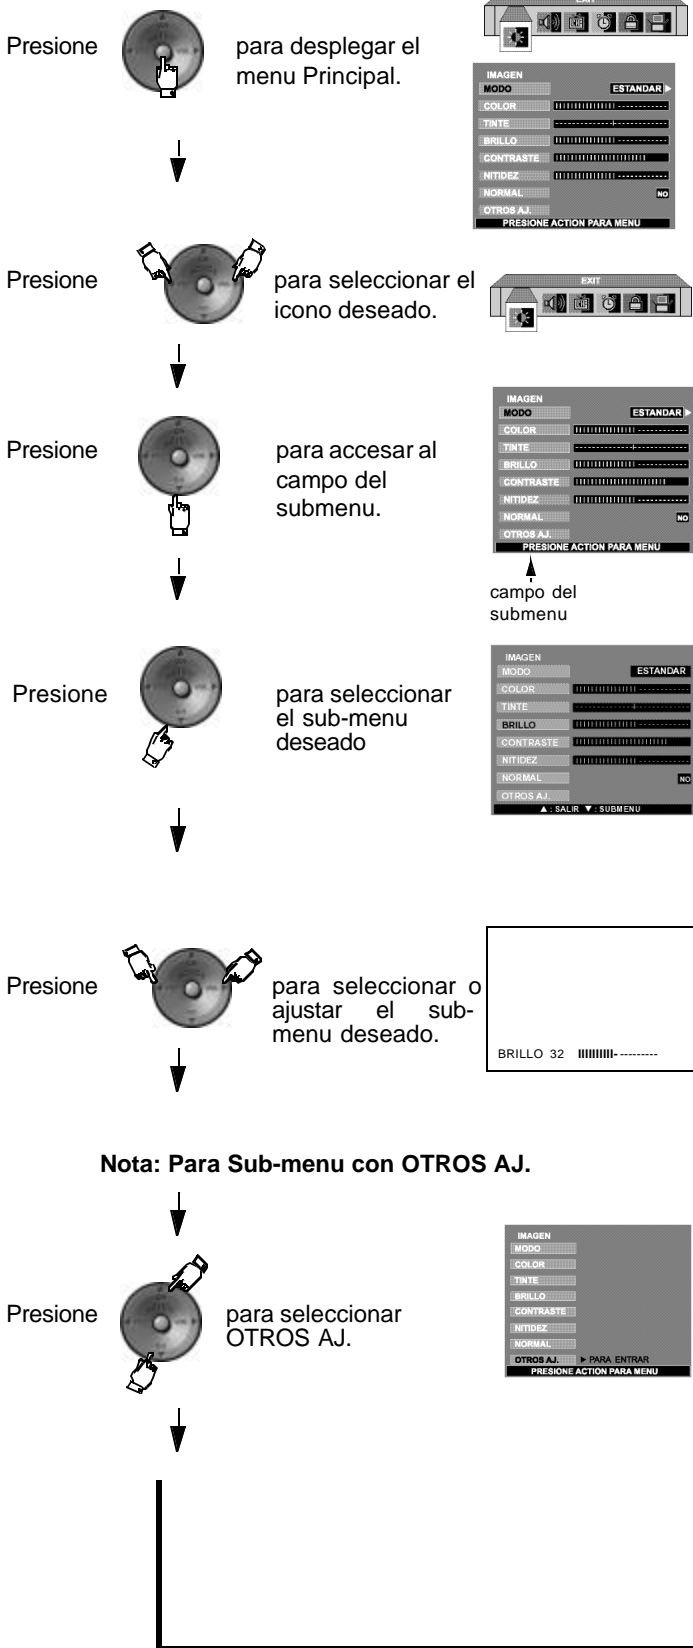 EXIT
Presione
para desplegar el
menu Principal.
IMAGEN
MODO ESTANDAR
COLOR
TINTE
BRILLO
CONTRASTE
NITIDEZ
NORMAL NO
OTROS AJ.
PRESIONE ACTION PARA MENU
Presione
para seleccionar el
icono deseado.
EXIT
Presione
para accesar al
campo del
submenu.
IMAGEN
MODO ESTANDAR
COLOR
TINTE
BRILLO
CONTRASTE
NITIDEZ
NORMAL NO
OTROS AJ.
PRESIONE ACTION PARA MENU
campo del
submenu
Presione
para seleccionar
el sub-menu
deseado
IMAGEN
MODO ESTANDAR
COLOR
TINTE
BRILLO
CONTRASTE
NITIDEZ
NORMAL NO
OTROS AJ.
▲ : SALIR ▼ : SUBMENU
Presione
para seleccionar o
ajustar el sub-
menu deseado.
BRILLO 32
Nota: Para Sub-menu con OTROS AJ.
Presione
para seleccionar
OTROS AJ.
IMAGEN
MODO
COLOR
TINTE
BRILLO
CONTRASTE
NITIDEZ
NORMAL
OTROS AJ. ▶ PARA ENTRAR
PRESIONE ACTION PARA MENU